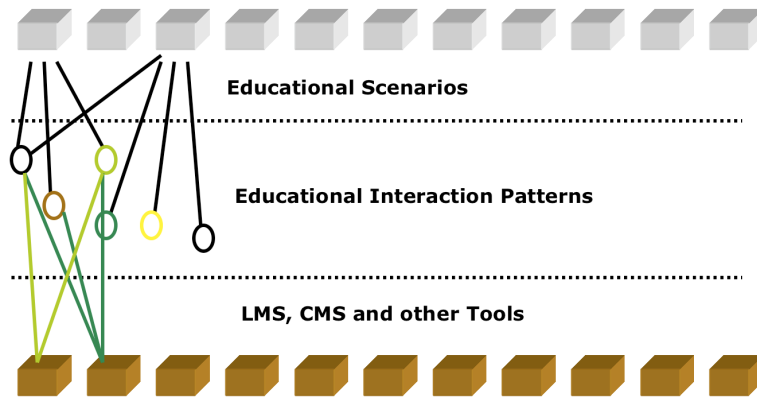 Educational Scenarios
Educational Interaction Patterns
LMS, CMS and other Tools